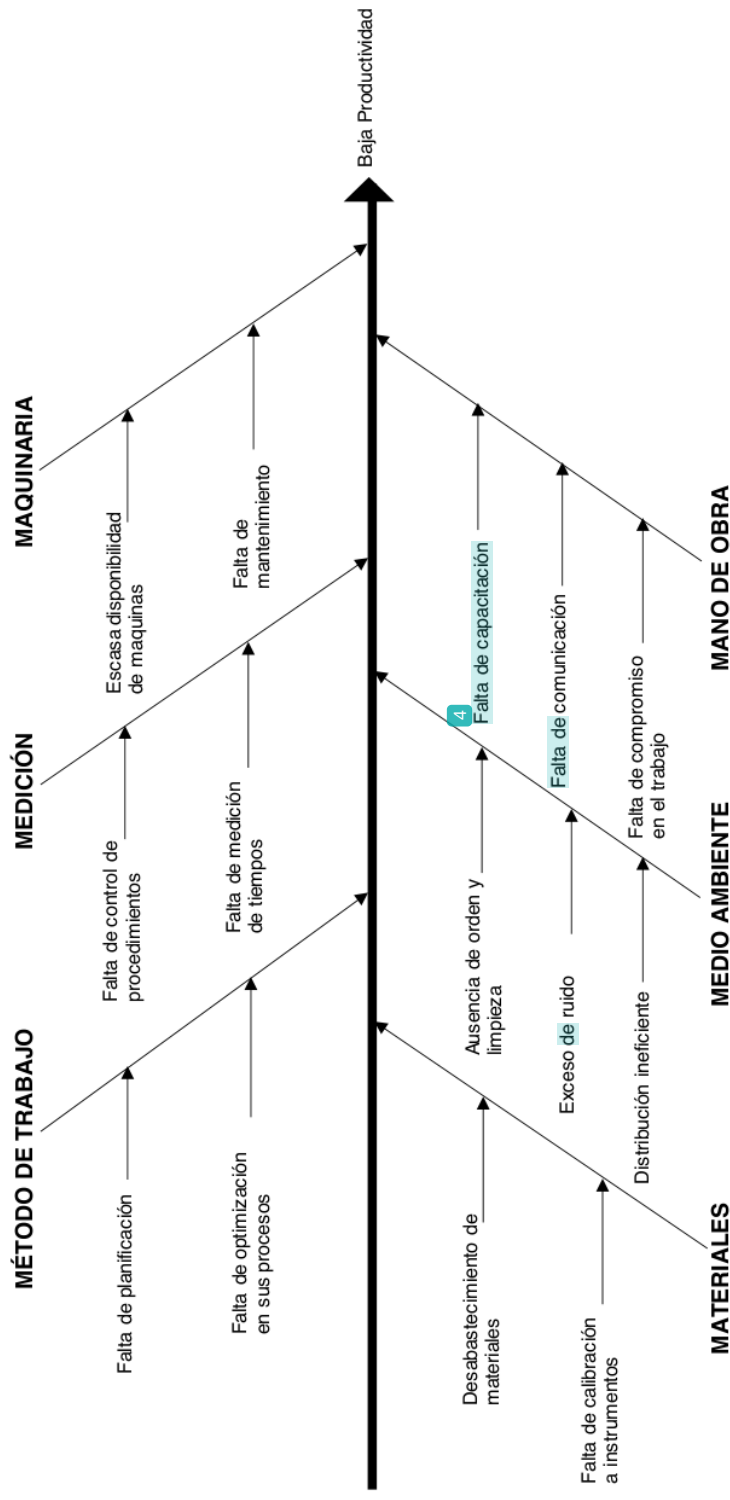 MÉTODO DE TRABAJO
MEDICIÓN
MAQUINARIA
Falta de planificación
Falta de control de
procedimientos
Escasa disponibilidad
de maquinas
Falta de optimización
en sus procesos
Falta de medición
de tiempos
Falta de
mantenimiento
Baja Productividad
Desabastecimiento de
materiales
Ausencia de orden y
limpieza
4
Falta de capacitación
Exceso de ruido
Falta de comunicación
Falta de calibración
a instrumentos
Distribución ineficiente
Falta de compromiso
en el trabajo
MATERIALES
MEDIO AMBIENTE
MANO DE OBRA